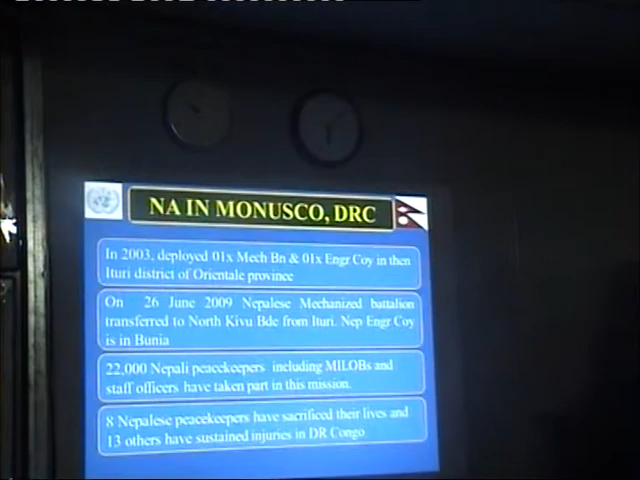 NA IN MONUSCO, DRC
In 2003, deployed 01x Mech Bn & 01x Engr Coy in then
Ituri district of Orientale province
On 26 June 2009 Nepalese Mechanized battalion
transferred to North Kivu Bde from Ituri. Nep Engr Coy
is in Bunia
22,000 Nepali peacekeepers including MILOBs and
staff officers have taken part in this mission.
8 Nepalese peacekeepers have sacrificed their lives and
13 others have sustained injuries in DR Congo